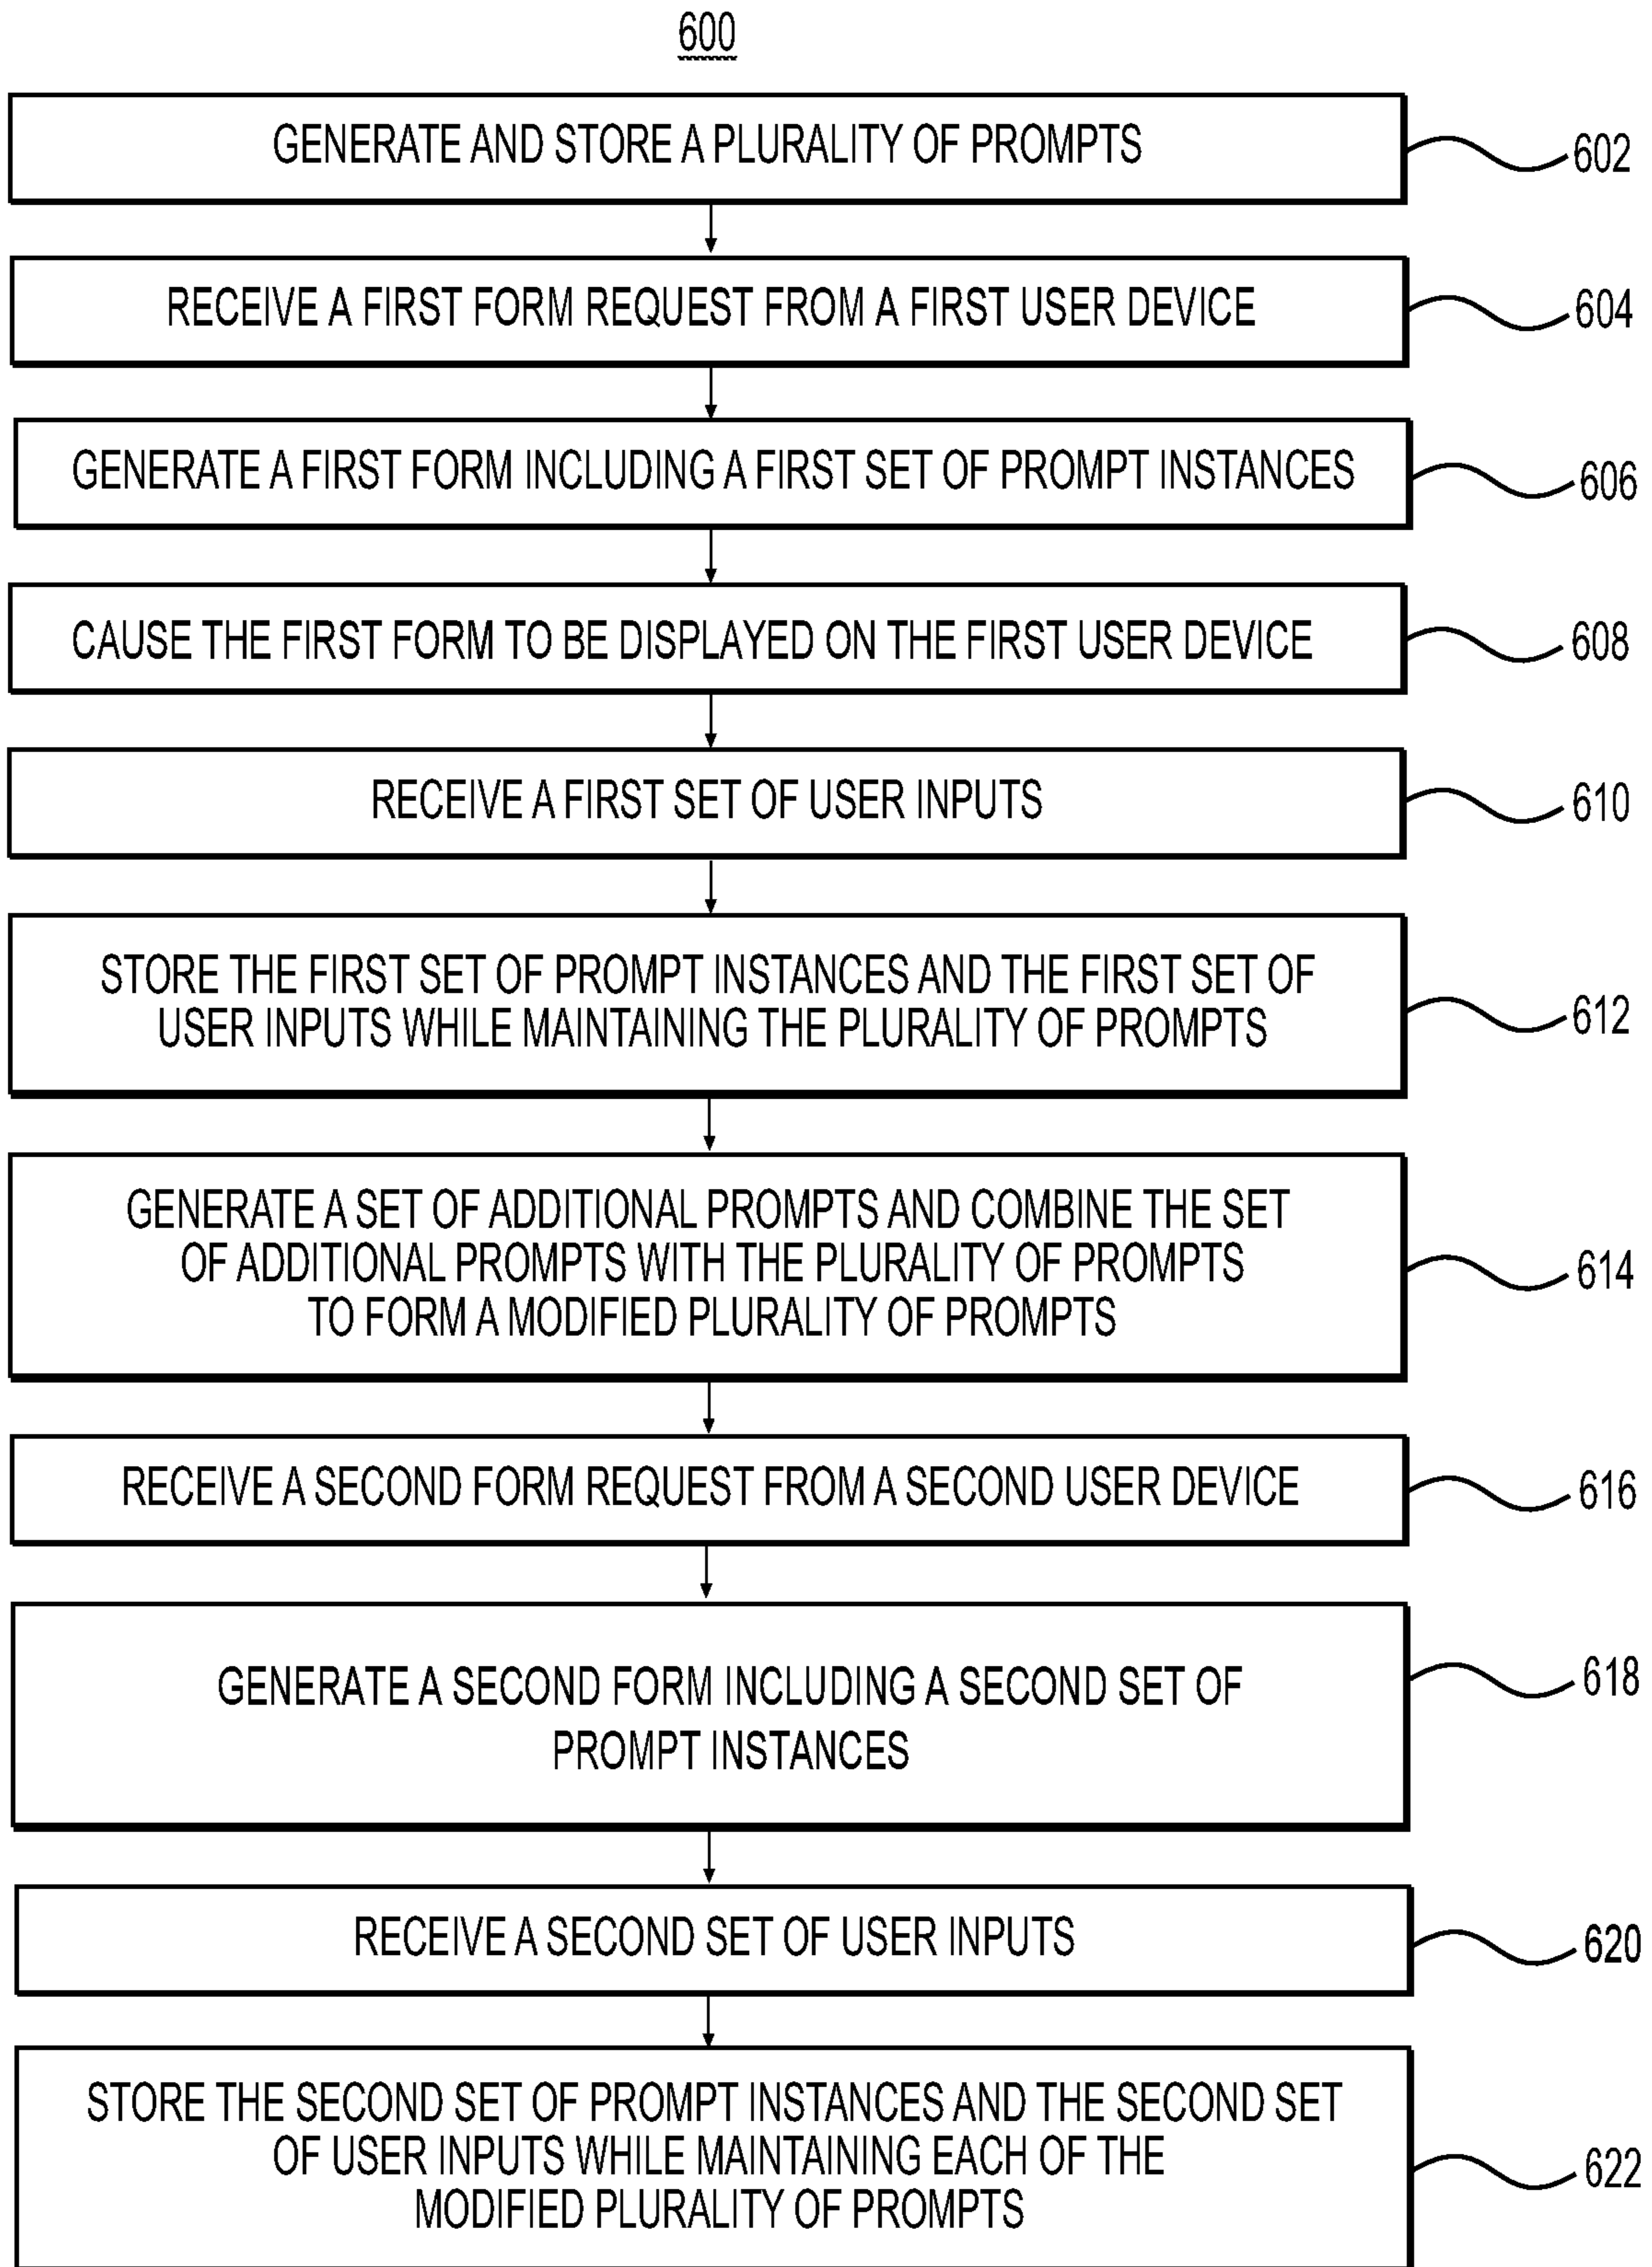 600
GENERATE AND STORE A PLURALITY OF PROMPTS
602
RECEIVE A FIRST FORM REQUEST FROM A FIRST USER DEVICE
604
GENERATE A FIRST FORM INCLUDING A FIRST SET OF PROMPT INSTANCES
606
CAUSE THE FIRST FORM TO BE DISPLAYED ON THE FIRST USER DEVICE
608
RECEIVE A FIRST SET OF USER INPUTS
610
STORE THE FIRST SET OF PROMPT INSTANCES AND THE FIRST SET OF
USER INPUTS WHILE MAINTAINING THE PLURALITY OF PROMPTS
612
GENERATE A SET OF ADDITIONAL PROMPTS AND COMBINE THE SET
OF ADDITIONAL PROMPTS WITH THE PLURALITY OF PROMPTS
TO FORM A MODIFIED PLURALITY OF PROMPTS
614
RECEIVE A SECOND FORM REQUEST FROM A SECOND USER DEVICE
616
GENERATE A SECOND FORM INCLUDING A SECOND SET OF
PROMPT INSTANCES
618
RECEIVE A SECOND SET OF USER INPUTS
620
STORE THE SECOND SET OF PROMPT INSTANCES AND THE SECOND SET
OF USER INPUTS WHILE MAINTAINING EACH OF THE
MODIFIED PLURALITY OF PROMPTS
622